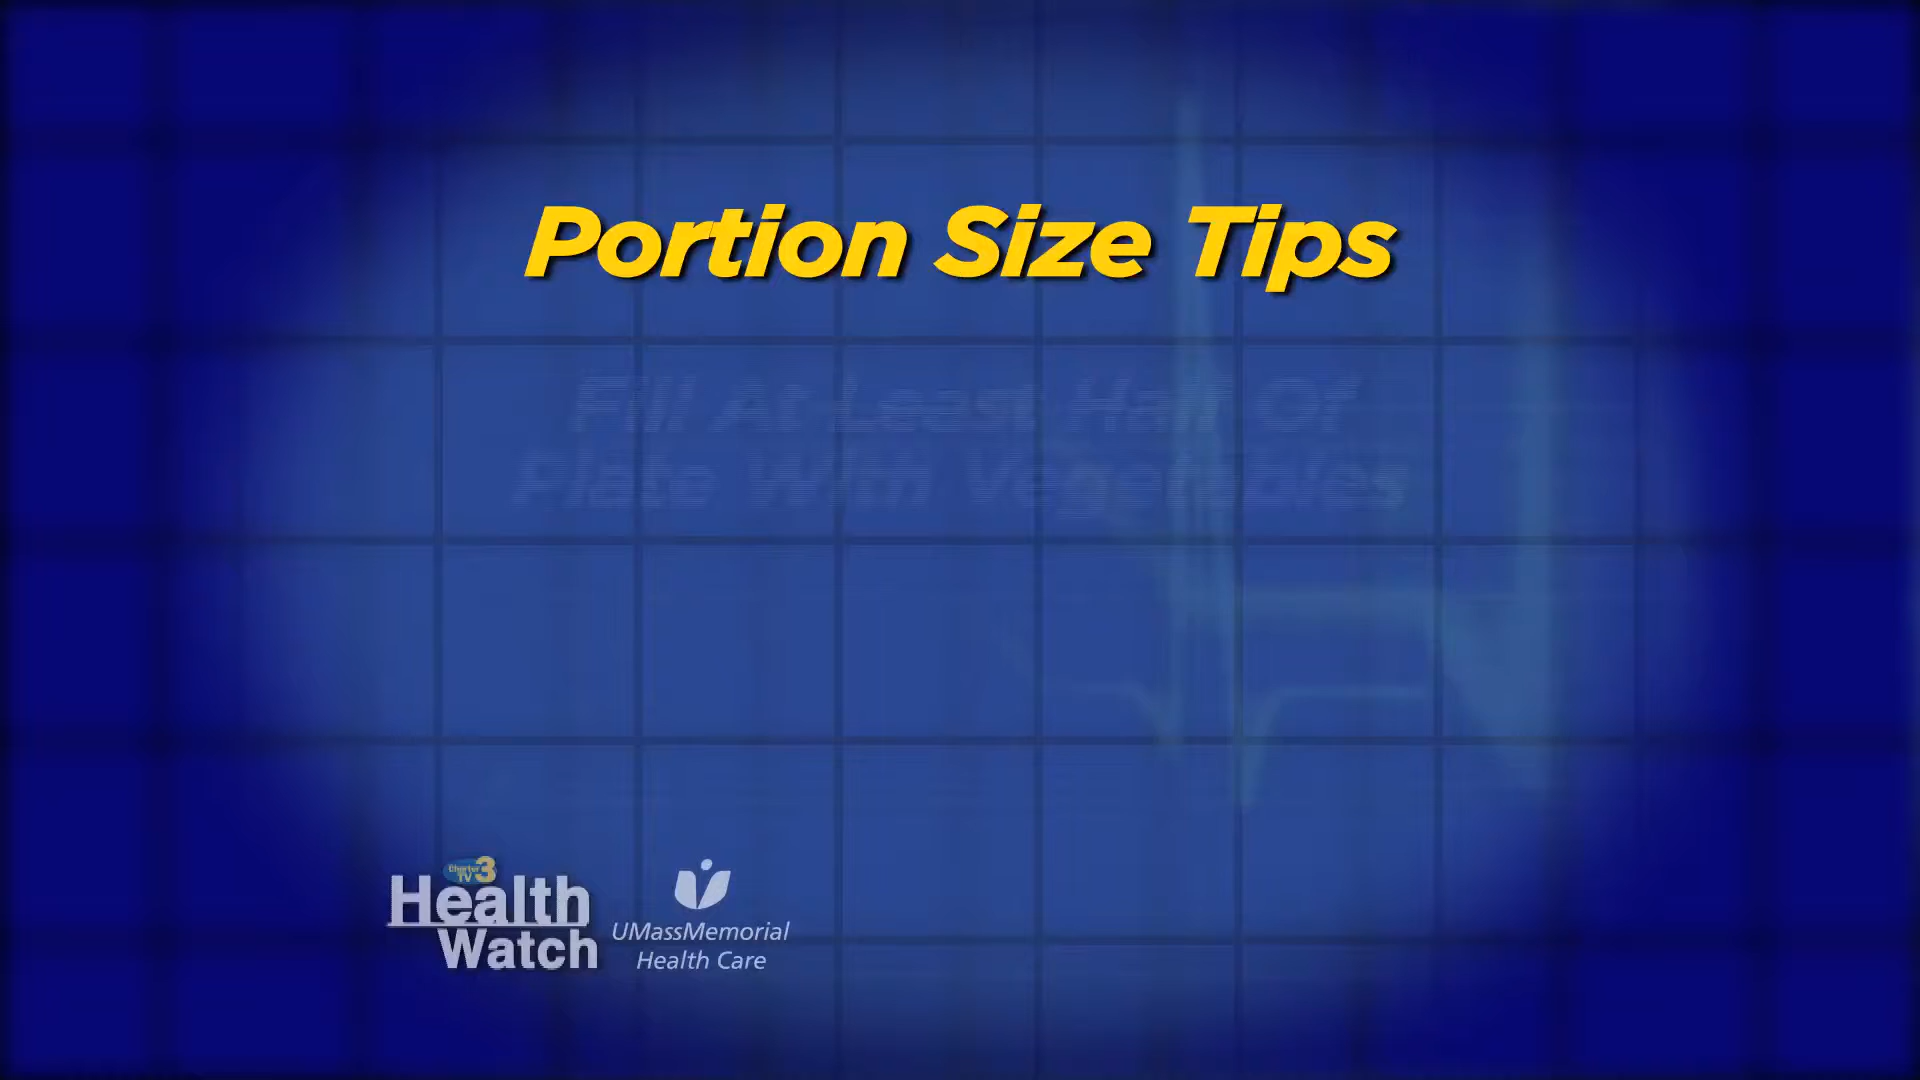 Portion Size Tips
Fill At Least Half Of
Plate With Vegetables
Charter
TV3
Health
Watch
UMassMemorial
Health Care